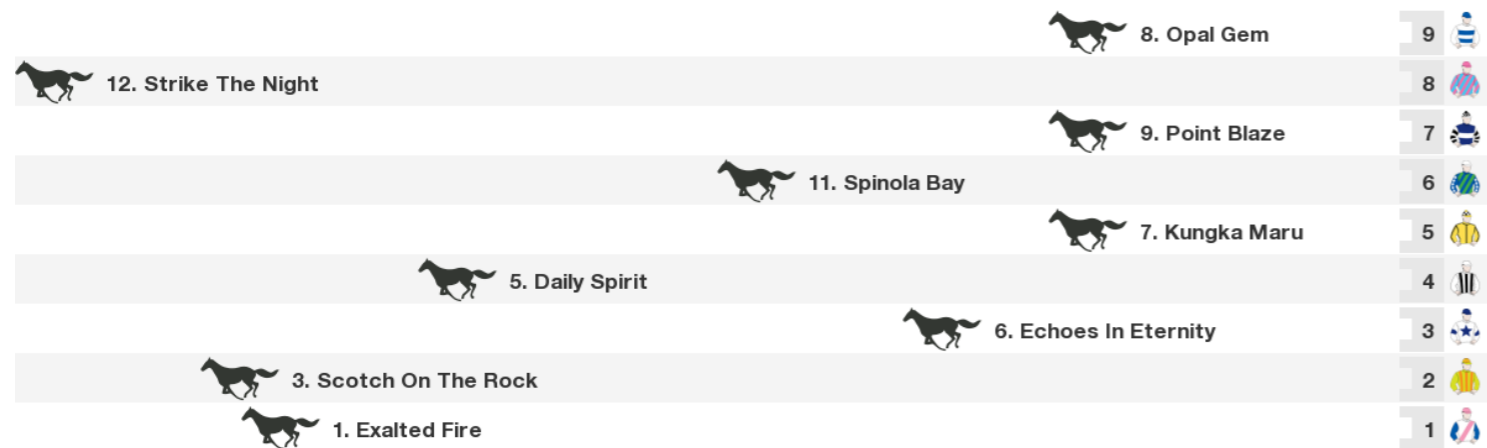 8. Opal Gem 9
12. Strike The Night 8
9. Point Blaze 7
11. Spinola Bay 6
7. Kungka Maru 5
5. Daily Spirit 4
6. Echoes In Eternity 3
3. Scotch On The Rock 2
1. Exalted Fire 1